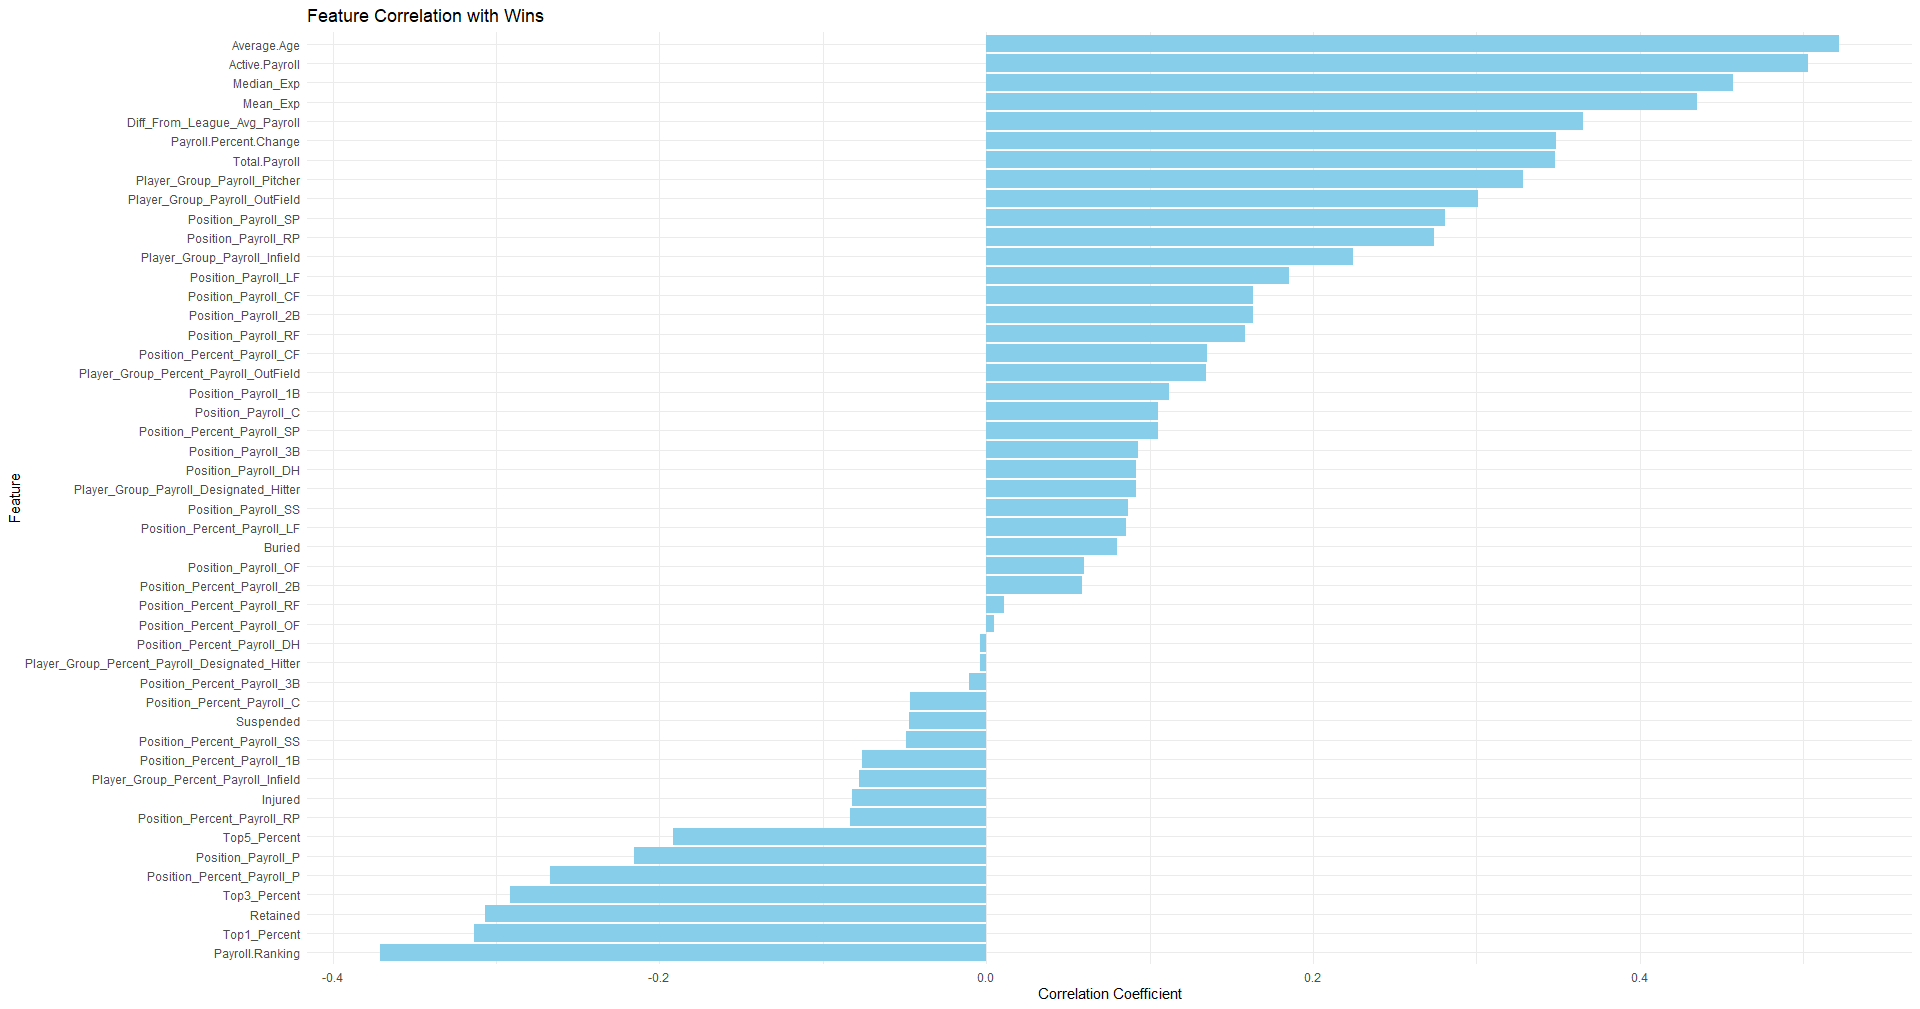 Feature Correlation with Wins
Feature
Average.Age
Active.Payroll
Median_Exp
Mean_Exp
Diff_From_League_Avg_Payroll
Payroll.Percent.Change
Total.Payroll
Player_Group_Payroll_Pitcher
Player_Group_Payroll_OutField
Position_Payroll_SP
Position_Payroll_RP
Player_Group_Payroll_Infield
Position_Payroll_LF
Position_Payroll_CF
Position_Payroll_2B
Position_Payroll_RF
Position_Percent_Payroll_CF
Player_Group_Percent_Payroll_OutField
Position_Payroll_1B
Position_Payroll_C
Position_Percent_Payroll_SP
Position_Payroll_3B
Position_Payroll_DH
Player_Group_Payroll_Designated_Hitter
Position_Payroll_SS
Position_Percent_Payroll_LF
Buried
Position_Payroll_OF
Position_Percent_Payroll_2B
Position_Percent_Payroll_RF
Position_Percent_Payroll_OF
Position_Percent_Payroll_DH
Player_Group_Percent_Payroll_Designated_Hitter
Position_Percent_Payroll_3B
Position_Percent_Payroll_C
Suspended
Position_Percent_Payroll_SS
Position_Percent_Payroll_1B
Player_Group_Percent_Payroll_Infield
Injured
Position_Percent_Payroll_RP
Top5_Percent
Position_Payroll_P
Position_Percent_Payroll_P
Top3_Percent
Retained
Top1_Percent
Payroll.Ranking
-0.4 -0.2 0.0 0.2 0.4
Correlation Coefficient